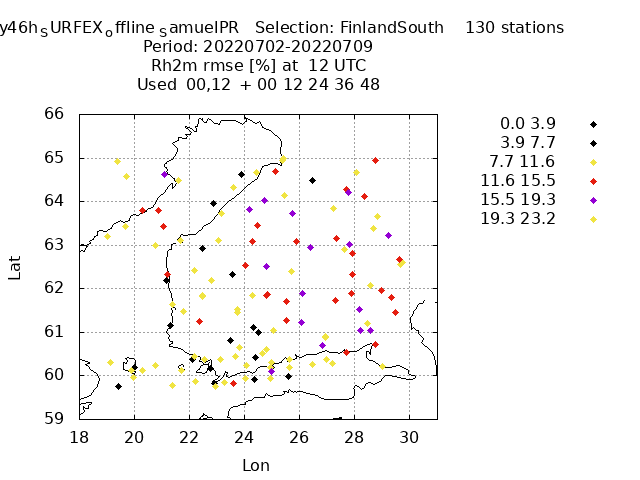 y46hSURFEXoffline SamuelPR Selection: FinlandSouth 130 stations
Period: 20220702-20220709
Rh2m rmse [%] at 12 UTC
Used 00,12 + 00 12 24 36 48
0.0 3.9
3.9 7.7
7.7 11.6
11.6 15.5
15.5 19.3
19.3 23.2
66
65
64
63
62
61
60
59
Lat
18 20 22 24 26 28 30
Lon